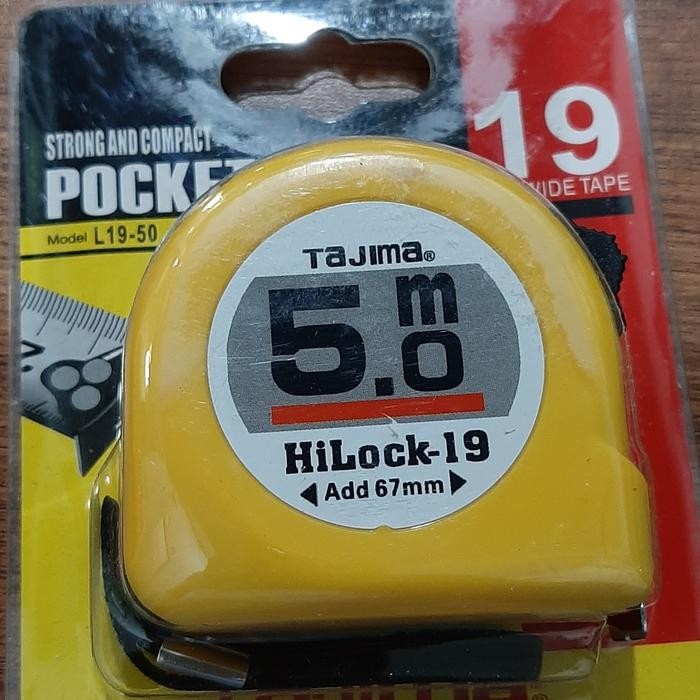 STRONG AND COMPACT
POCKET
Model L19-50
19
WIDE TAPE
TaJIma®
5.0 m
HiLock-19
◀ Add 67mm ▶